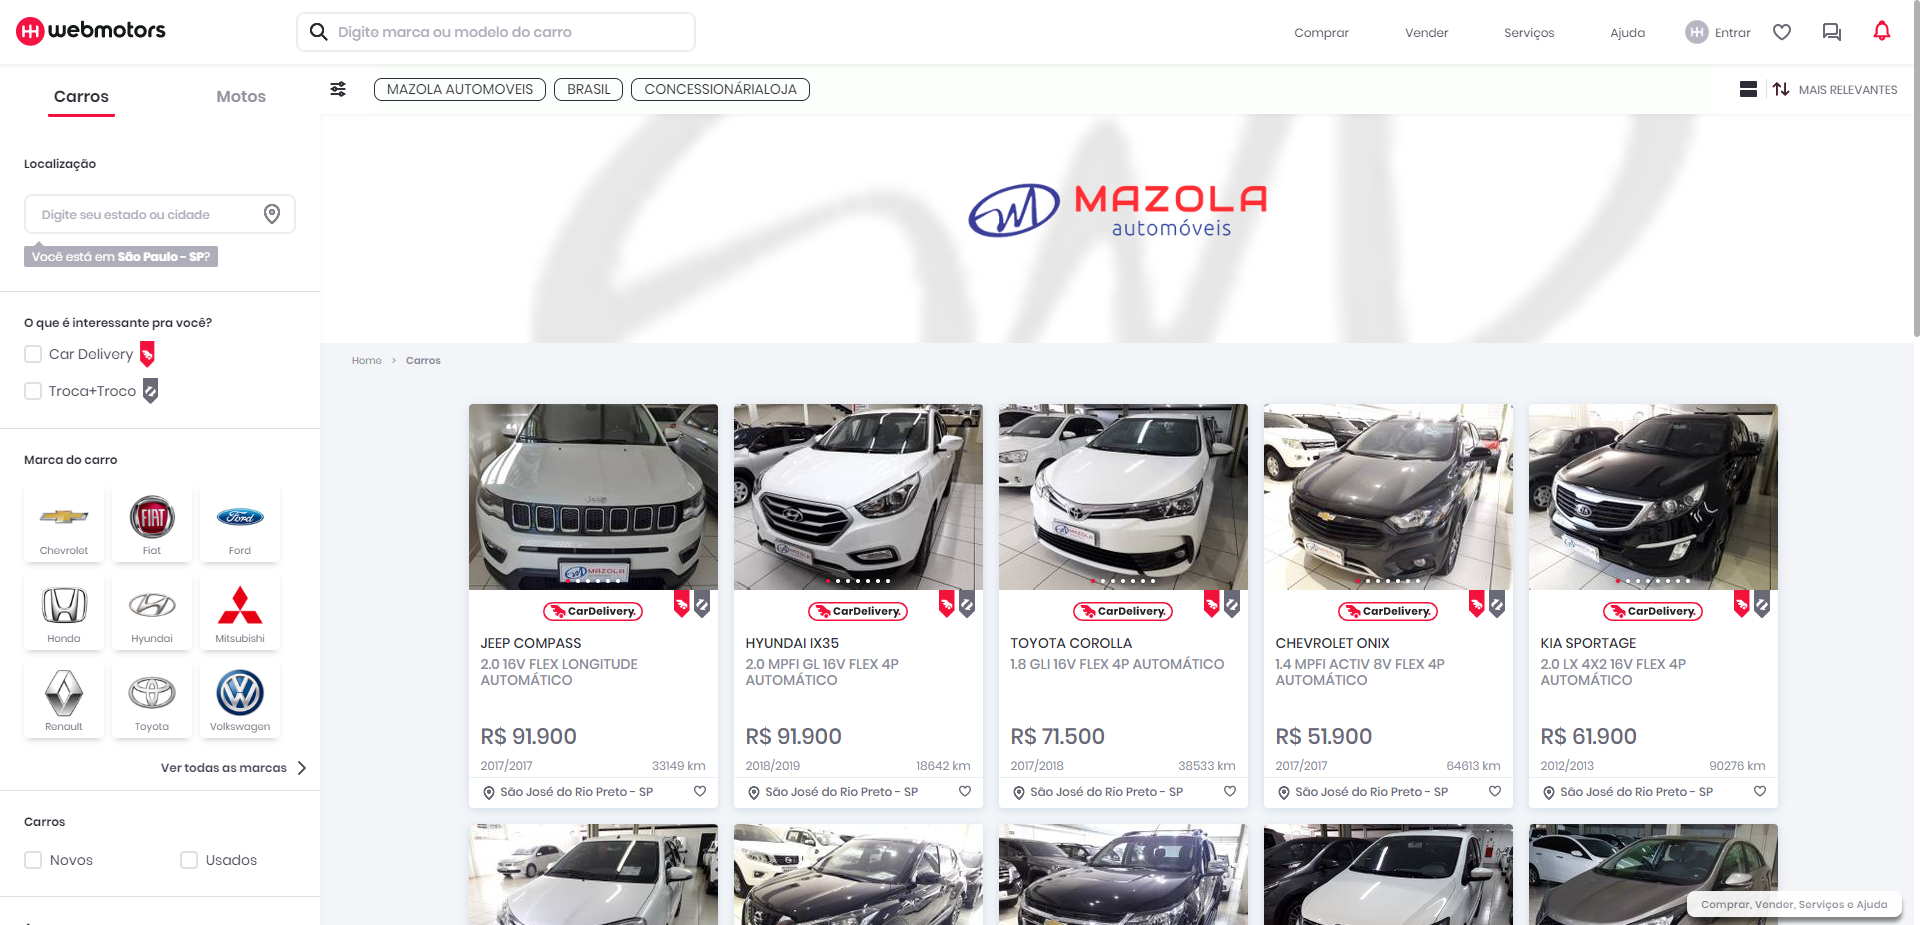 webmotors
Digite marca ou modelo do carro
Comprar
Vender
Serviços
Ajuda
Entrar
Carros
Motos
MAZOLA AUTOMOVEIS
BRASIL
CONCESSIONÁRIALOJA
MAIS RELEVANTES
Localização
Digite seu estado ou cidade
Você está em São Paulo - SP?
MAZOLA
automóveis
O que é interessante pra você?
Car Delivery
Troca+Troco
Home > Carros
Marca do carro
Chevrolet
FIAT
Fiat
Ford
Ford
Honda
Hyundai
Mitsubishi
Renault
Toyota
Volkswagen
Ver todas as marcas
Carros
Novos
Usados
Jeep
MAZOLA
CarDelivery.
JEEP COMPASS
2.0 16V FLEX LONGITUDE
AUTOMÁTICO
R$ 91.900
2017/2017
33149 km
São José do Rio Preto - SP
MAZOLA
CarDelivery.
HYUNDAI IX35
2.0 MPFI GL 16V FLEX 4P
AUTOMÁTICO
R$ 91.900
2018/2019
18642 km
São José do Rio Preto - SP
MAZOLA
CarDelivery.
TOYOTA COROLLA
1.8 GLI 16V FLEX 4P AUTOMÁTICO
R$ 71.500
2017/2018
38533 km
São José do Rio Preto - SP
MAZOLA
CarDelivery.
CHEVROLET ONIX
1.4 MPFI ACTIV 8V FLEX 4P
AUTOMÁTICO
R$ 51.900
2017/2017
64613 km
São José do Rio Preto - SP
KIA
CarDelivery.
KIA SPORTAGE
2.0 LX 4X2 16V FLEX 4P
AUTOMÁTICO
R$ 61.900
2012/2013
90276 km
São José do Rio Preto - SP
Comprar, Vender, Serviços e Ajuda